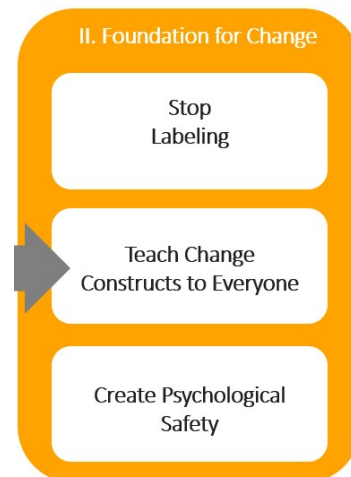 II. Foundation for Change
Stop
Labeling
Teach Change
Constructs to Everyone
Create Psychological
Safety